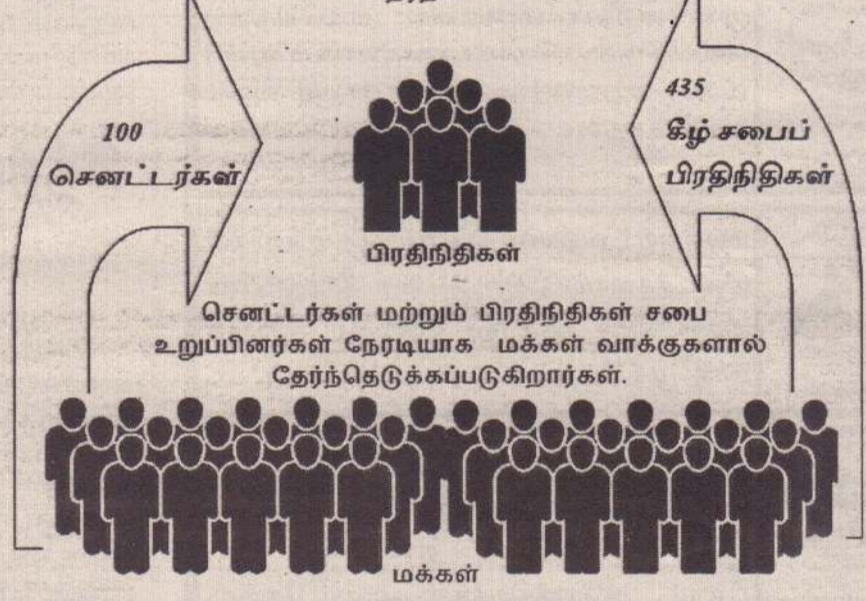 100
செனட்டர்கள்
435
கீழ் சபைப்
பிரதிநிதிகள்
பிரதிநிதிகள்
செனட்டர்கள் மற்றும் பிரதிநிதிகள் சபை
உறுப்பினர்கள் நேரடியாக மக்கள் வாக்குகளால்
தேர்ந்தெடுக்கப்படுகிறார்கள்.
மக்கள்